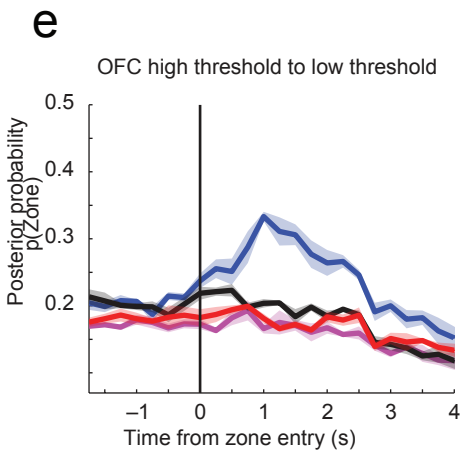 e
OFC high threshold to low threshold
Posterior probability
p(Zone)
0.5
0.4
0.3
0.2
–1 0 1 2 3 4
Time from zone entry (s)